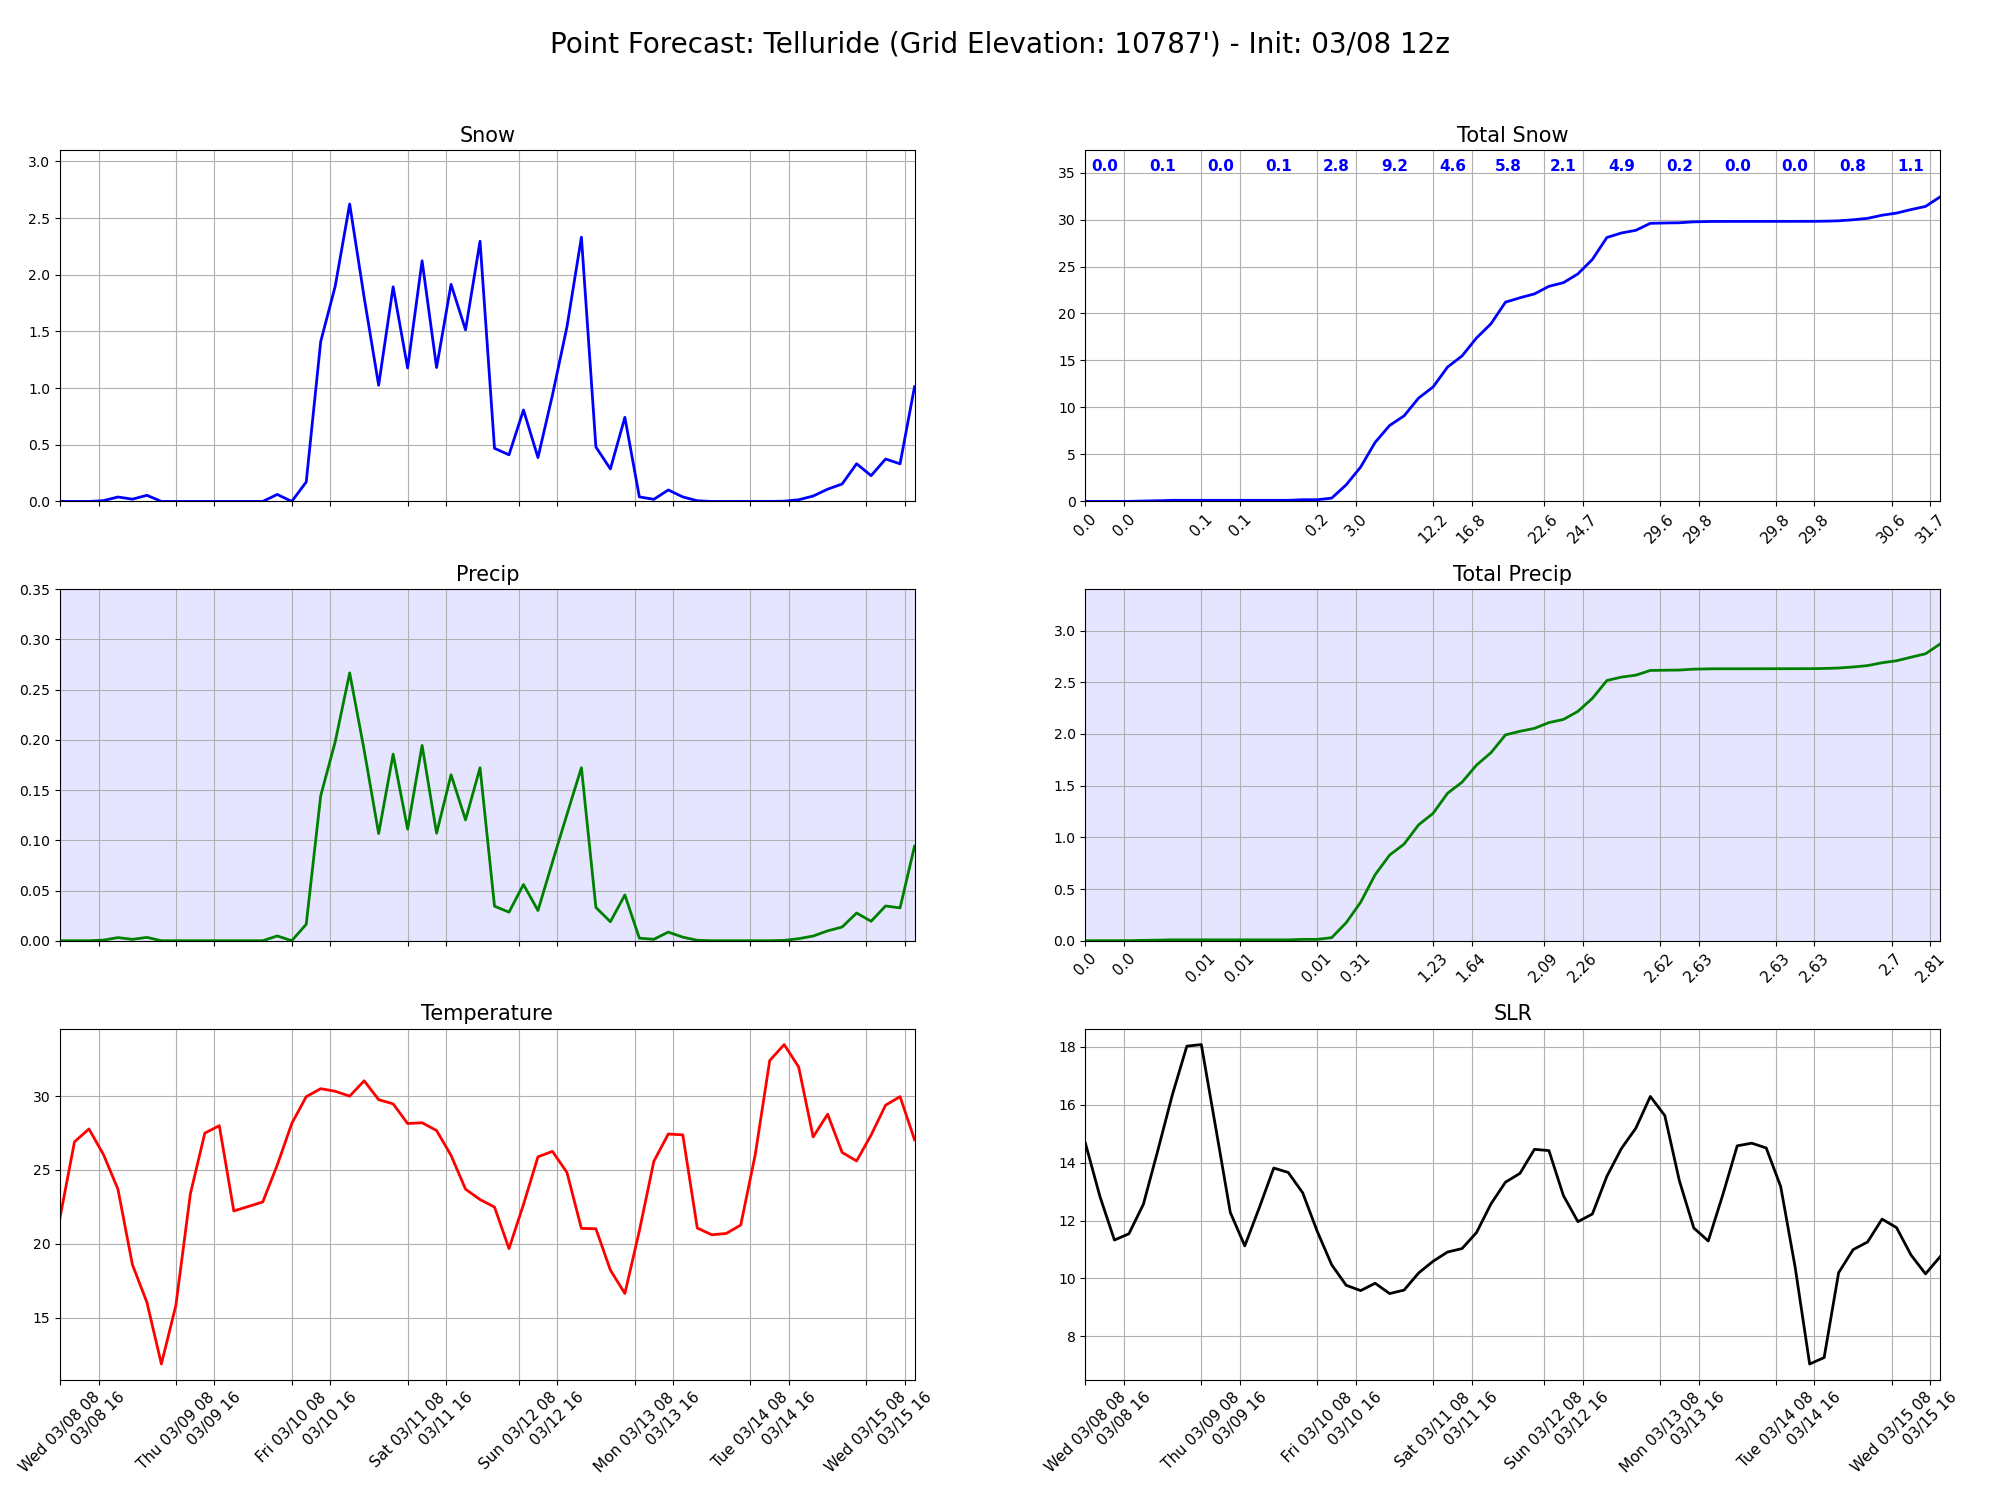 Point Forecast: Telluride (Grid Elevation: 10787') - Init: 03/08 12z
Snow
3.0
2.5
2.0
1.5
1.0
0.5
0.0
Total Snow
0.0 0.1 0.0 0.1 2.8 9.2 4.6 5.8 2.1 4.9 0.2 0.0 0.0 0.8 1.1
35
30
25
20
15
10
5
0
0.0 0.0 0.1 0.1 0.2 3.0 12.2 16.8 22.6 24.7 29.6 29.8 29.8 29.8 30.6 31.7
Precip
0.35
0.30
0.25
0.20
0.15
0.10
0.05
0.00
Total Precip
3.0
2.5
2.0
1.5
1.0
0.5
0.0
0.0 0.0 0.01 0.01 0.01 0.31 1.23 1.64 2.09 2.26 2.62 2.63 2.63 2.63 2.7 2.81
Temperature
30
25
20
15
Wed 03/08 08
03/08 16
Thu 03/09 08
03/09 16
Fri 03/10 08
03/10 16
Sat 03/11 08
03/11 16
Sun 03/12 08
03/12 16
Mon 03/13 08
03/13 16
Tue 03/14 08
03/14 16
Wed 03/15 08
03/15 16
SLR
18
16
14
12
10
8
Wed 03/08 08
03/08 16
Thu 03/09 08
03/09 16
Fri 03/10 08
03/10 16
Sat 03/11 08
03/11 16
Sun 03/12 08
03/12 16
Mon 03/13 08
03/13 16
Tue 03/14 08
03/14 16
Wed 03/15 08
03/15 16